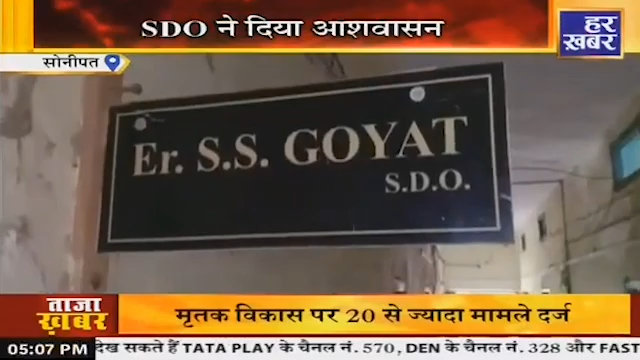 SDO ने दिया आशवासन
हर
ख़बर
सोनीपत
Er. S.S. GOYAT
S.D.O.
ताजा
ख़बर
मृतक विकास पर 20 से ज्यादा मामले दर्ज
05:07 PM
देख सकते हैं TATA PLAY के चैनल नं. 570, DEN के चैनल नं. 328 और FAST